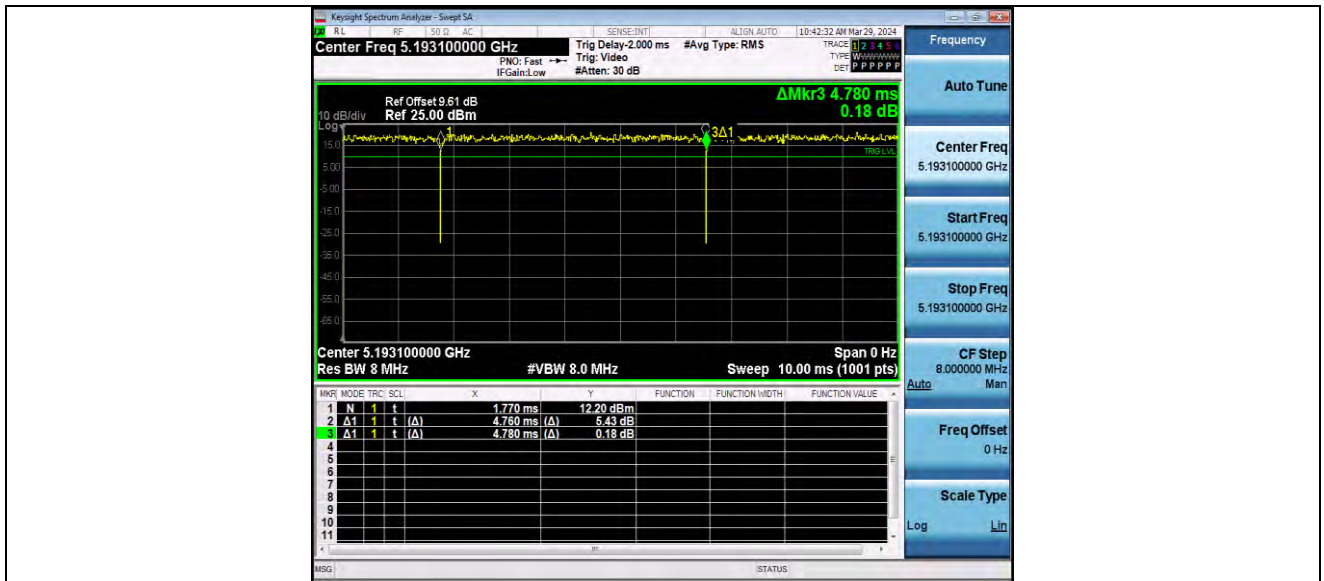 Keysight Spectrum Analyzer - Swept SA
RL RF 50 Ω AC SENSE:INT ALIGN AUTO 10:42:32 AM Mar 29, 2024
Center Freq 5.193100000 GHz
PNO: Fast
IFGain:Low
Trig Delay-2.000 ms
Trig: Video
#Atten: 30 dB
#Avg Type: RMS
TRACE 1 2 3 4 5 6
TYPE W
DET P P P P P P
Frequency
Auto Tune
Center Freq
5.193100000 GHz
Start Freq
5.193100000 GHz
Stop Freq
5.193100000 GHz
CF Step
8.000000 MHz
Auto Man
Freq Offset
0 Hz
Scale Type
Log Lin
ΔMkr3 4.780 ms
0.18 dB
Ref Offset 9.61 dB
10 dB/div Ref 25.00 dBm
Log
1
3Δ1
TRIG LVL
15.0
5.00
-5.00
-15.0
-25.0
-35.0
-45.0
-55.0
-65.0
Center 5.193100000 GHz Span 0 Hz
Res BW 8 MHz #VBW 8.0 MHz Sweep 10.00 ms (1001 pts)
MKR MODE TRC SCL X Y FUNCTION FUNCTION WIDTH FUNCTION VALUE
1 N 1 t 1.770 ms 12.20 dBm
2 Δ1 1 t (Δ) 4.760 ms (Δ) 5.43 dB
3 Δ1 1 t (Δ) 4.780 ms (Δ) 0.18 dB
4
5
6
7
8
9
10
11
MSG STATUS